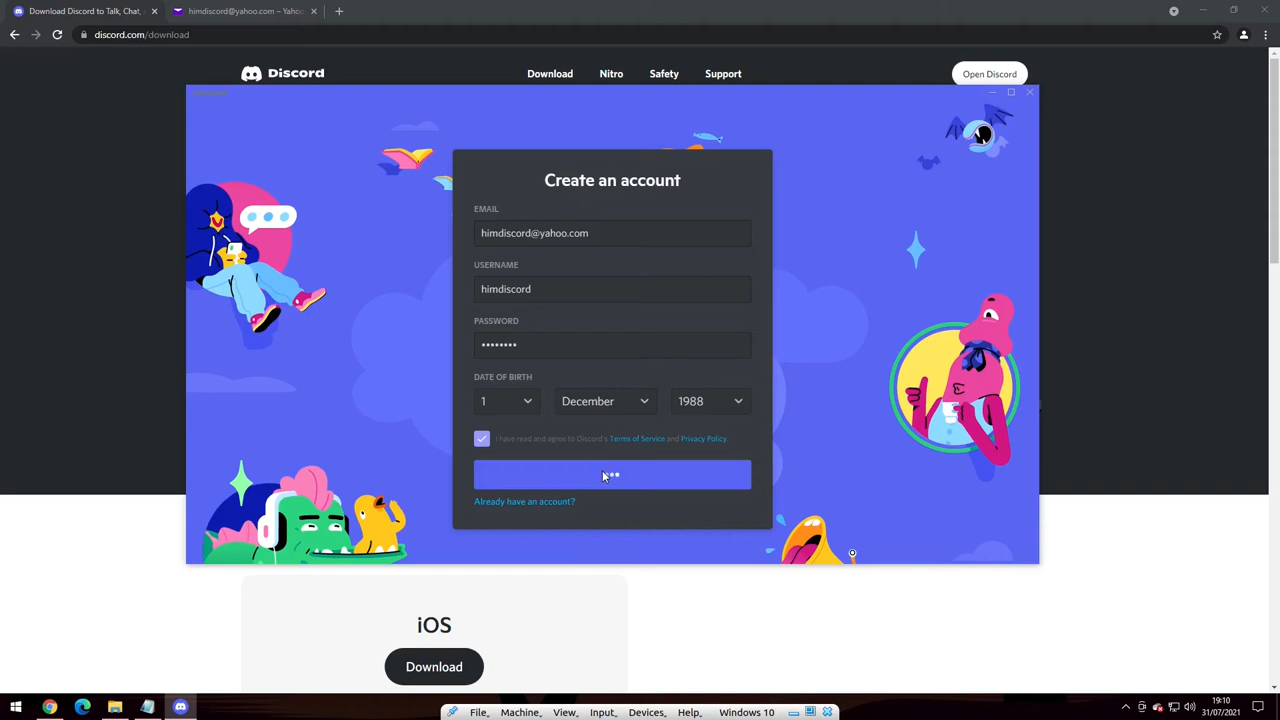 Download Discord to Talk, Chat,
himdiscord@yahoo.com – Yahoo
discord.com/download
Discord
Download
Nitro
Safety
Support
Open Discord
Create an account
EMAIL
himdiscord@yahoo.com
USERNAME
himdiscord
PASSWORD
••••••••
DATE OF BIRTH
1
December
1988
I have read and agree to Discord's Terms of Service and Privacy Policy.
Already have an account?
iOS
Download
File
Machine
View
Input
Devices
Help
Windows 10
19:10
31/07/2021